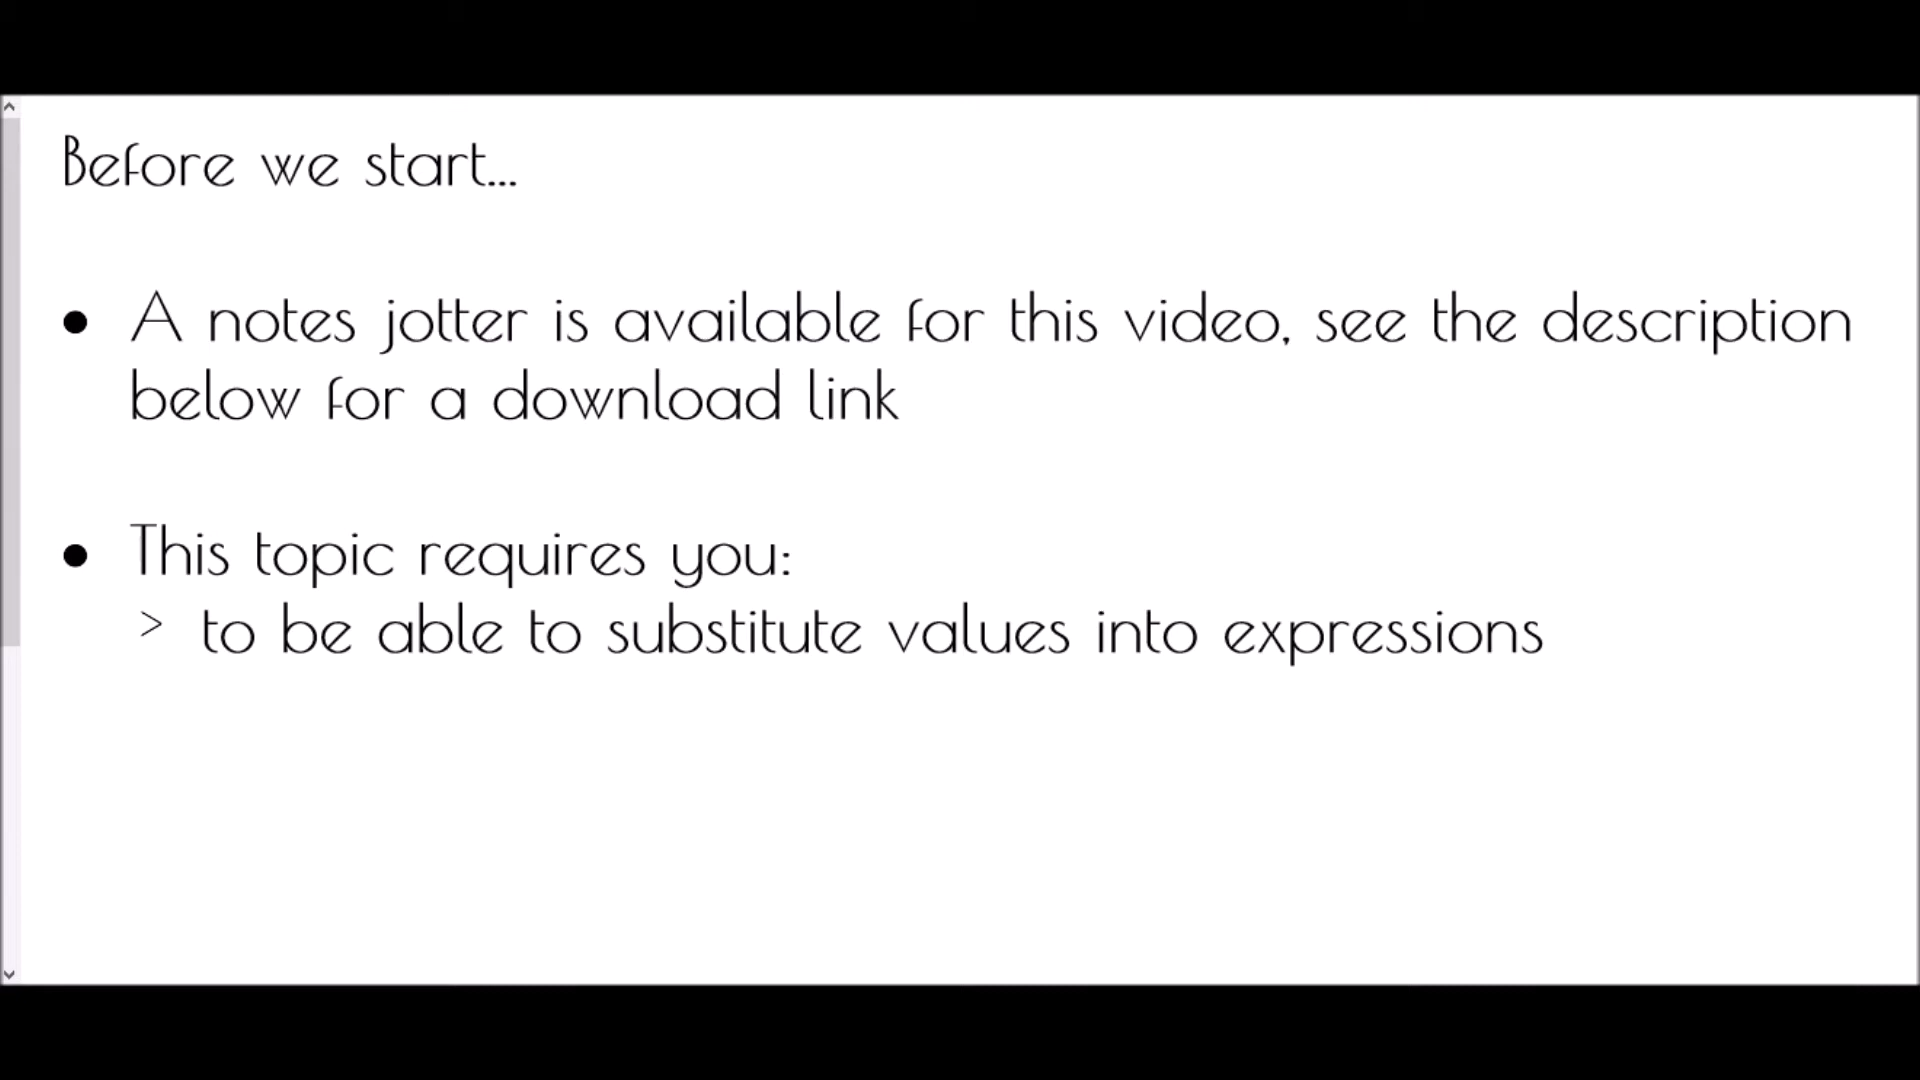 Before we start...
● A notes jotter is available for this video, see the description
below for a download link
● This topic requires you:
> to be able to substitute values into expressions